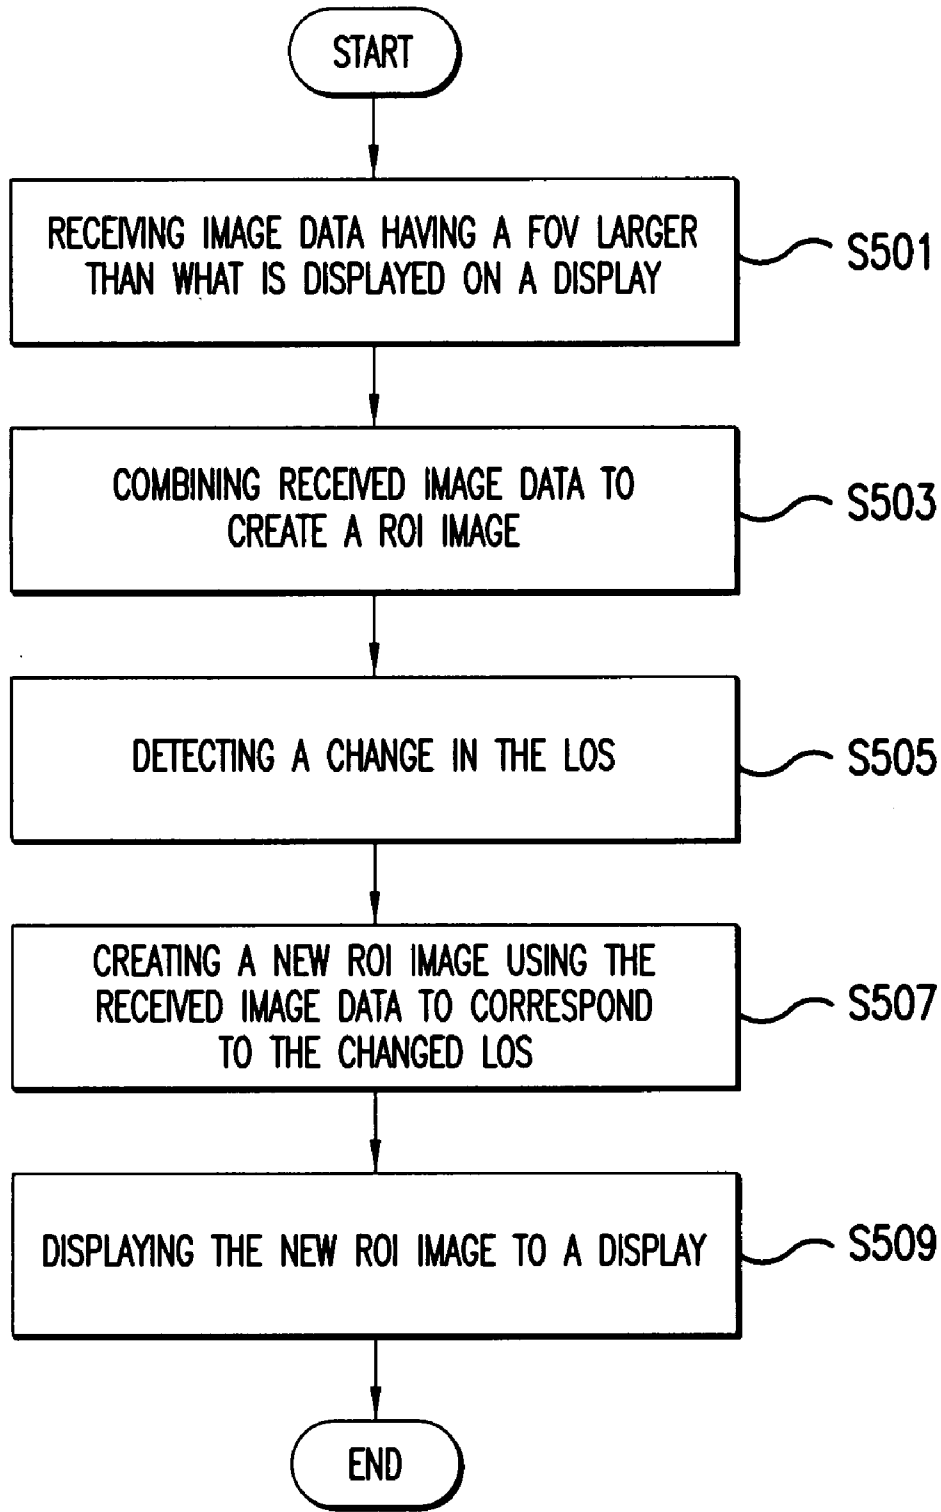 START
RECEIVING IMAGE DATA HAVING A FOV LARGER
THAN WHAT IS DISPLAYED ON A DISPLAY
S501
COMBINING RECEIVED IMAGE DATA TO
CREATE A ROI IMAGE
S503
DETECTING A CHANGE IN THE LOS
S505
CREATING A NEW ROI IMAGE USING THE
RECEIVED IMAGE DATA TO CORRESPOND
TO THE CHANGED LOS
S507
DISPLAYING THE NEW ROI IMAGE TO A DISPLAY
S509
END